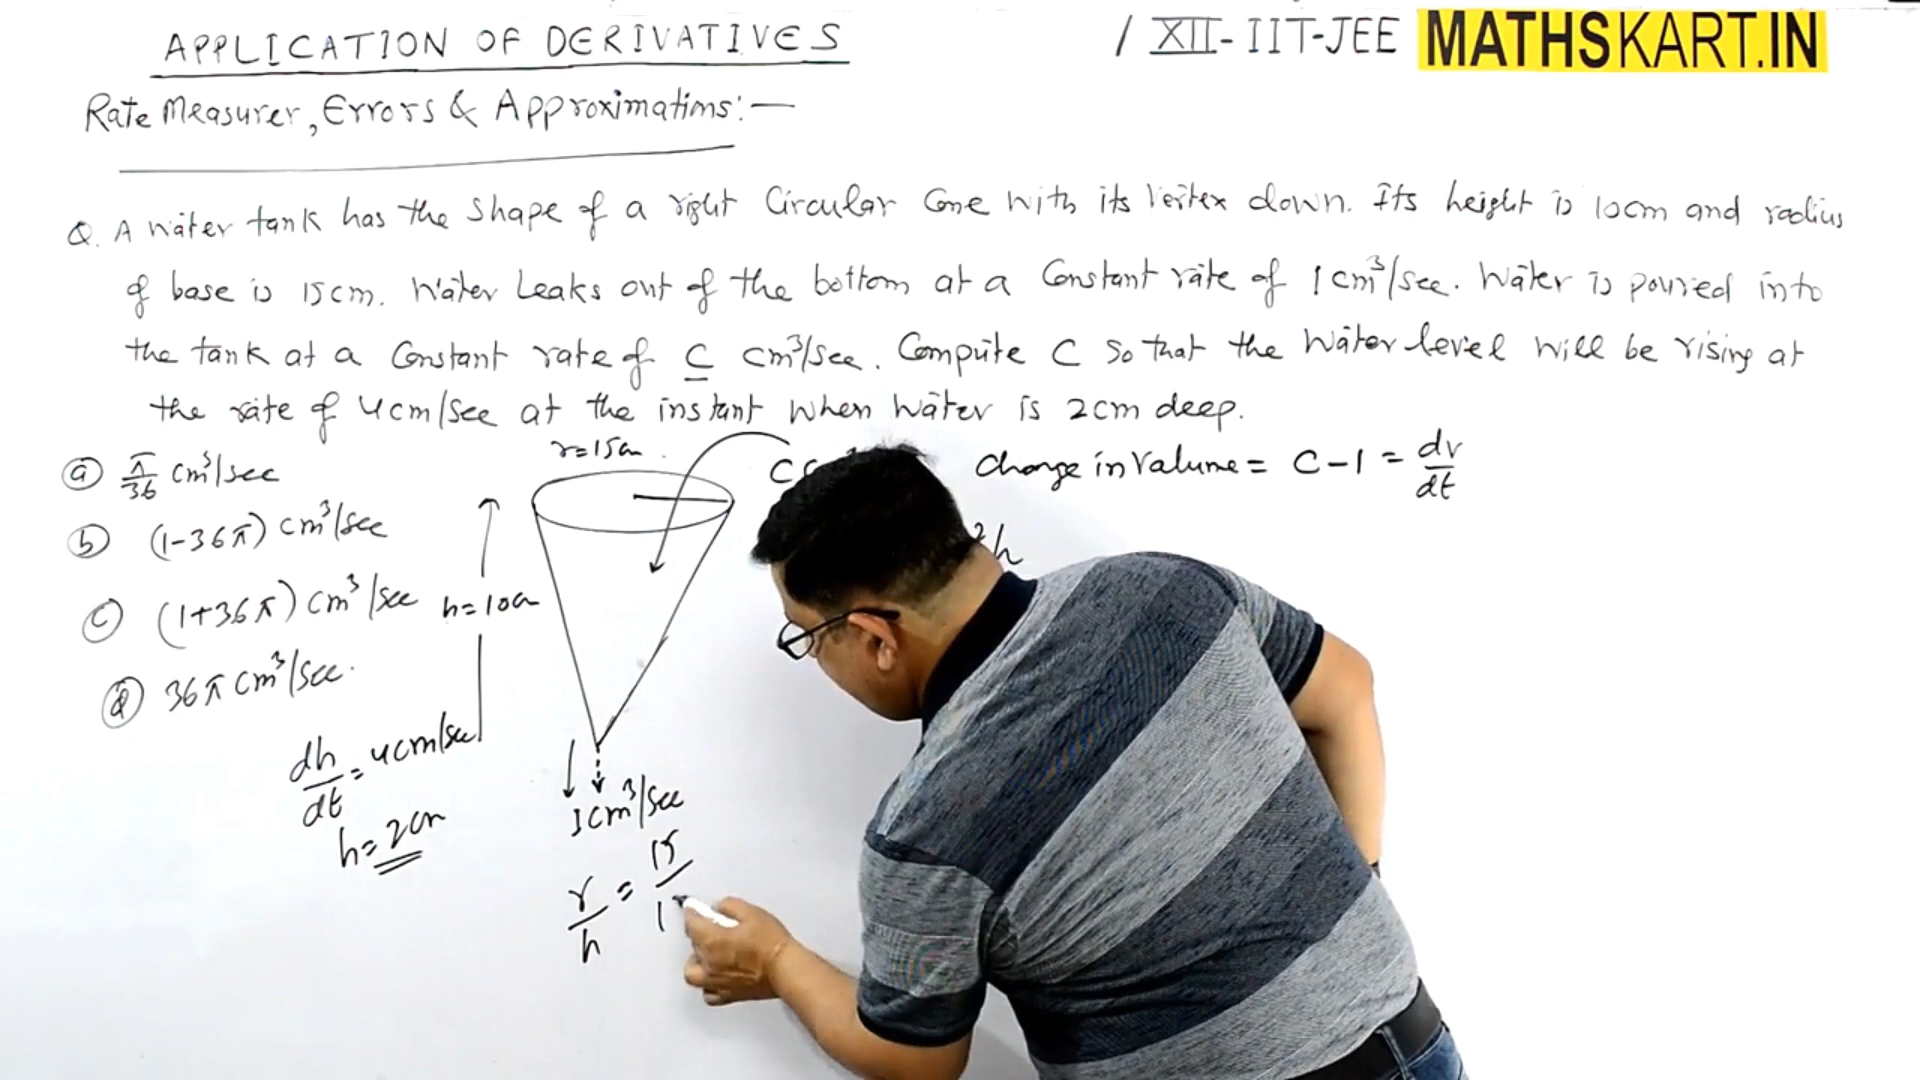 APPLICATION OF DERIVATIVES
/ XII - IIT-JEE MATHSKART.IN
Rate Measurer, Errors & Approximations:—
Q. A water tank has the shape of a right Circular Cone with its Vertex down. Its height is 10cm and radius
of base is 15cm. Water Leaks out of the bottom at a Constant rate of 1cm³/sec. Water is poured into
the tank at a Constant rate of C cm³/sec. Compute C so that the Water level will be rising at
the rate of 4cm/sec at the instant when Water is 2cm deep.
ⓐ π/36 cm³/sec
ⓑ (1-36π) cm³/sec
ⓒ (1+36π) cm³/sec
ⓓ 36π cm³/sec.
r=15cm
h=10cm
C
change in Valume = C-1 = dv/dt
²h
dh/dt = 4cm/sec
h=2cm
1cm³/sec
r/h = 15/1